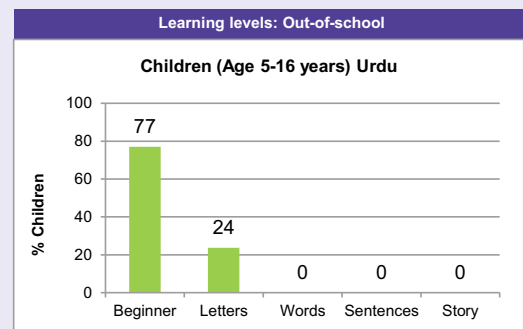 Learning levels: Out-of-school
Children (Age 5-16 years) Urdu
% Children
100
80
60
40
20
0
77
24
0
0
0
Beginner
Letters
Words
Sentences
Story